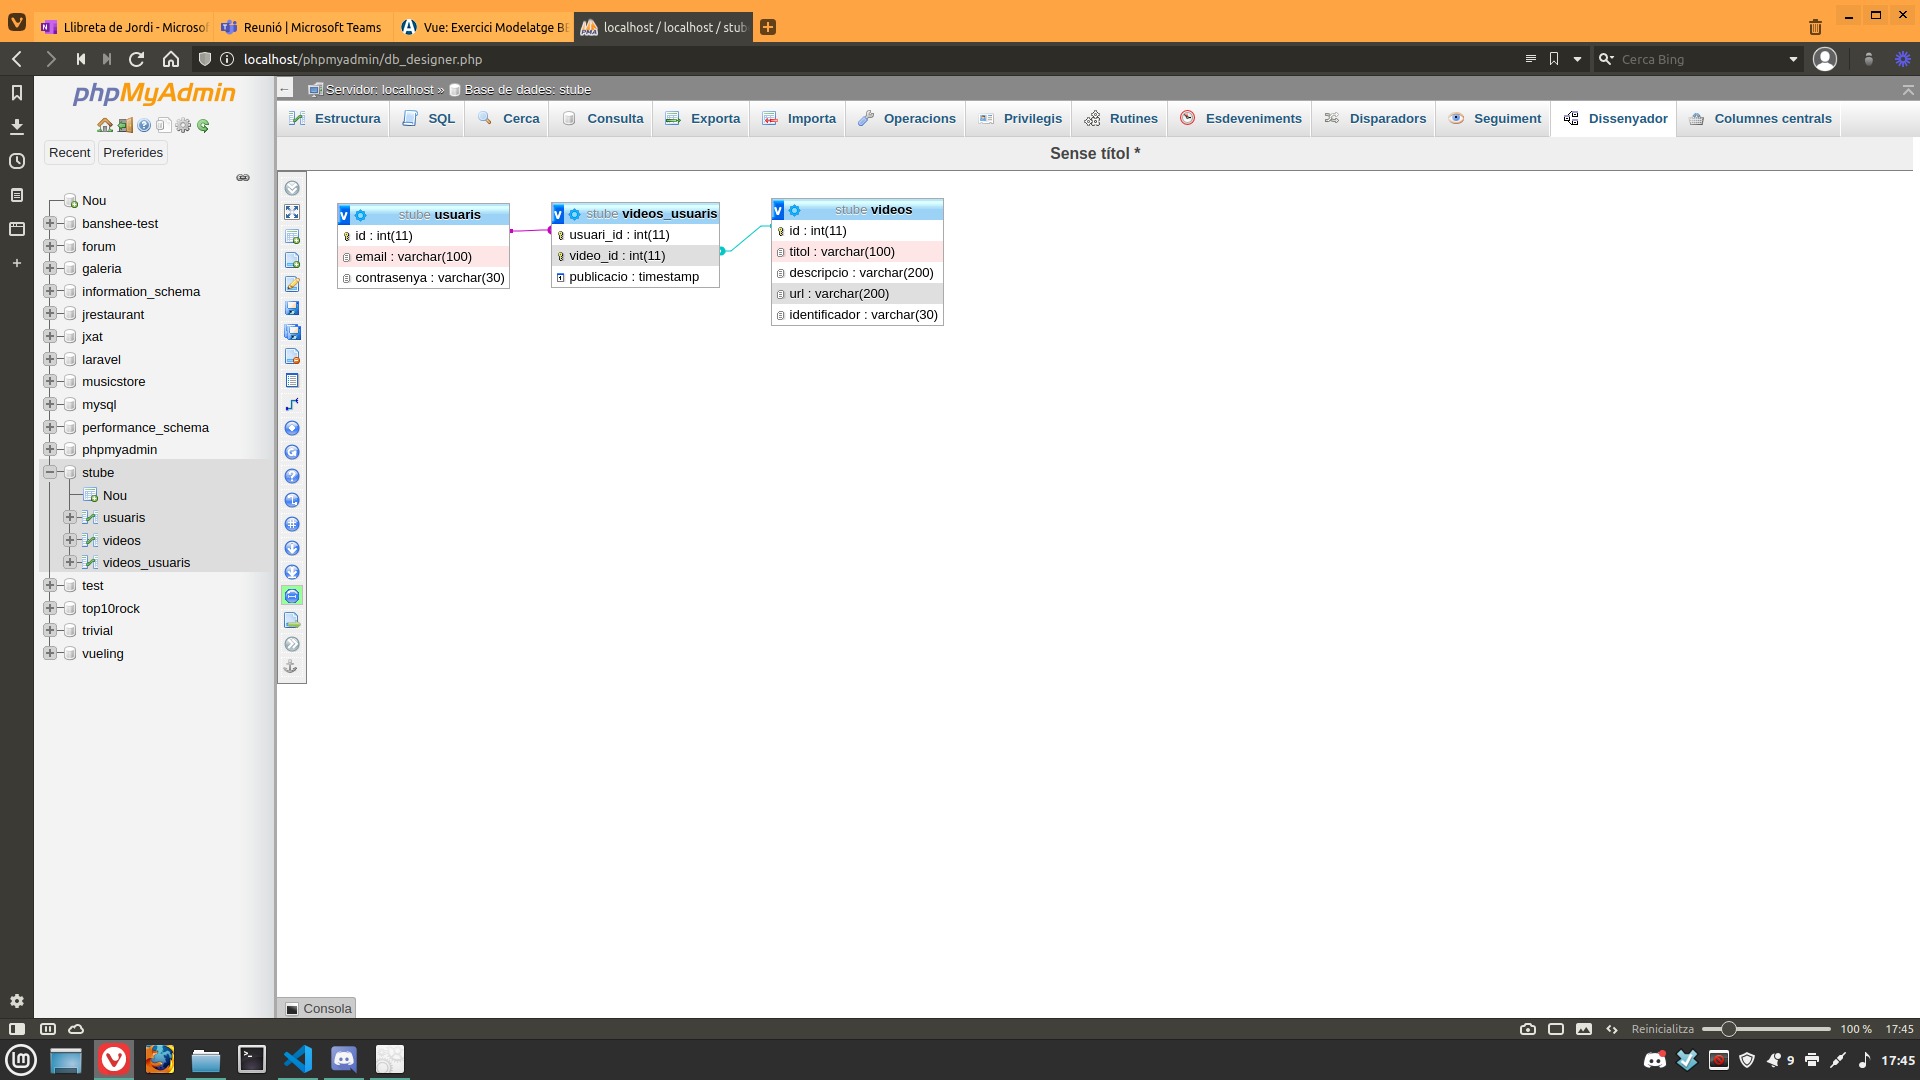 Llibreta de Jordi - Microsof
Reunió | Microsoft Teams
Vue: Exercici Modelatge BE
localhost / localhost / stub
localhost/phpmyadmin/db_designer.php
Cerca Bing
phpMyAdmin
Recent
Preferides
Nou
banshee-test
forum
galeria
information_schema
jrestaurant
jxat
laravel
musicstore
mysql
performance_schema
phpmyadmin
stube
Nou
usuaris
videos
videos_usuaris
test
top10rock
trivial
vueling
Servidor: localhost » Base de dades: stube
Estructura
SQL
Cerca
Consulta
Exporta
Importa
Operacions
Privilegis
Rutines
Esdeveniments
Disparadors
Seguiment
Dissenyador
Columnes centrals
Sense títol *
v stube usuaris
id : int(11)
email : varchar(100)
contrasenya : varchar(30)
v stube videos_usuaris
usuari_id : int(11)
video_id : int(11)
publicacio : timestamp
v stube videos
id : int(11)
titol : varchar(100)
descripcio : varchar(200)
url : varchar(200)
identificador : varchar(30)
Consola
Reinicialitza
100 %
17:45
9
17:45